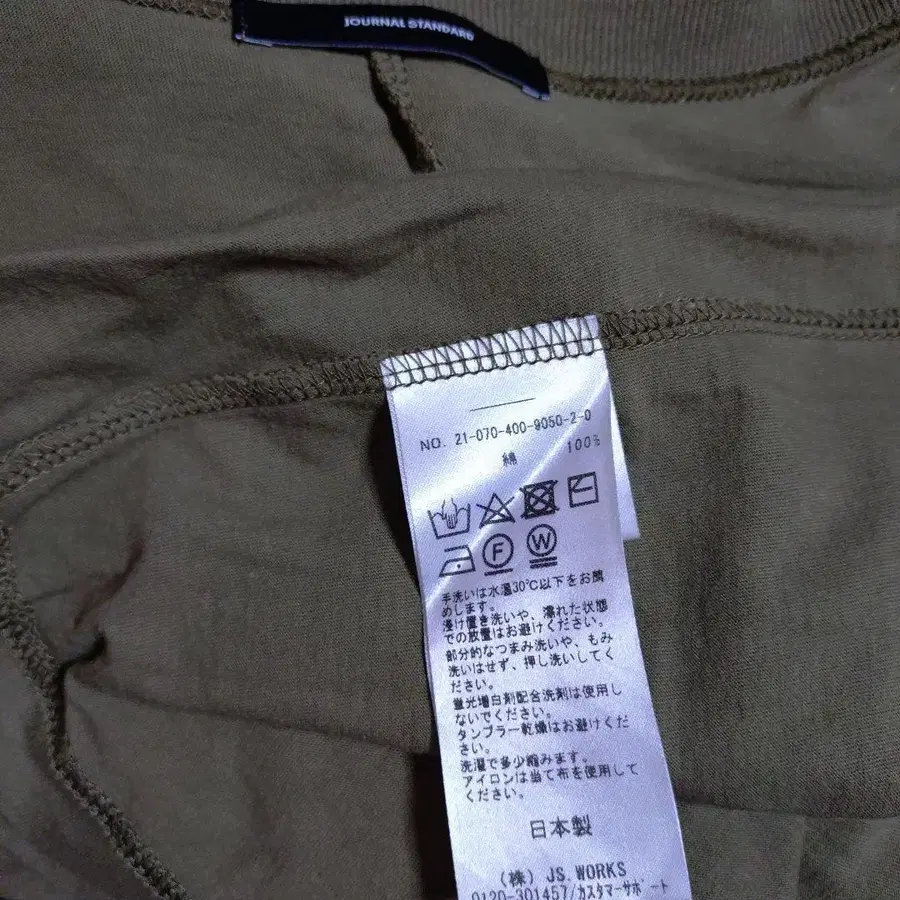 JOURNAL STANDARD
NO. 21-070-400-9050-2-0
綿 100%
F W
手洗いは水温30℃以下をお勧
めします。
浸け置き洗いや、濡れた状態
での放置はお避けください。
部分的なつまみ洗いや、もみ
洗いはせず、押し洗いしてく
ださい。
蛍光増白剤配合洗剤は使用し
ないでください。
タンブラー乾燥はお避けくだ
さい。
洗濯で多少縮みます。
アイロンは当て布を使用して
ください。
日本製
(株) JS.WORKS
0120-301457/カスタマーサポート